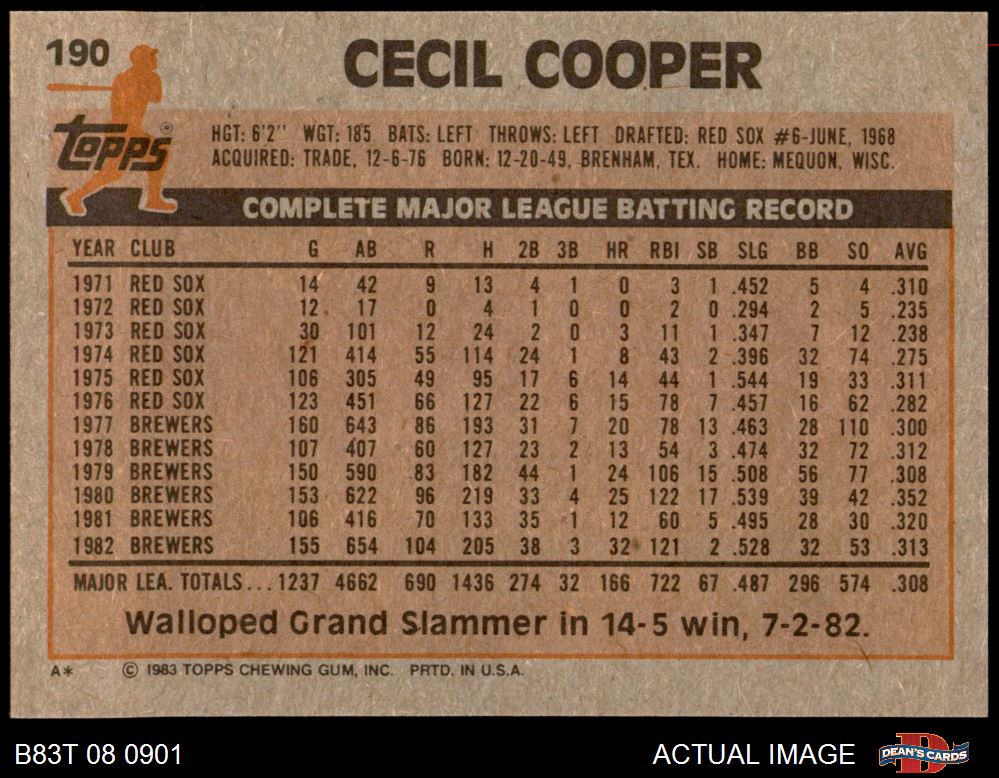 190
CECIL COOPER
Topps®
HGT: 6'2" WGT: 185 BATS: LEFT THROWS: LEFT DRAFTED: RED SOX #6-JUNE, 1968
ACQUIRED: TRADE, 12-6-76 BORN: 12-20-49, BRENHAM, TEX. HOME: MEQUON, WISC.
COMPLETE MAJOR LEAGUE BATTING RECORD
YEAR CLUB G AB R H 2B 3B HR RBI SB SLG BB SO AVG
1971 RED SOX 14 42 9 13 4 1 0 3 1 .452 5 4 .310
1972 RED SOX 12 17 0 4 1 0 0 2 0 .294 2 5 .235
1973 RED SOX 30 101 12 24 2 0 3 11 1 .347 7 12 .238
1974 RED SOX 121 414 55 114 24 1 8 43 2 .396 32 74 .275
1975 RED SOX 106 305 49 95 17 6 14 44 1 .544 19 33 .311
1976 RED SOX 123 451 66 127 22 6 15 78 7 .457 16 62 .282
1977 BREWERS 160 643 86 193 31 7 20 78 13 .463 28 110 .300
1978 BREWERS 107 407 60 127 23 2 13 54 3 .474 32 72 .312
1979 BREWERS 150 590 83 182 44 1 24 106 15 .508 56 77 .308
1980 BREWERS 153 622 96 219 33 4 25 122 17 .539 39 42 .352
1981 BREWERS 106 416 70 133 35 1 12 60 5 .495 28 30 .320
1982 BREWERS 155 654 104 205 38 3 32 121 2 .528 32 53 .313
MAJOR LEA. TOTALS... 1237 4662 690 1436 274 32 166 722 67 .487 296 574 .308
Walloped Grand Slammer in 14-5 win, 7-2-82.
A* © 1983 TOPPS CHEWING GUM, INC. PRTD. IN U.S.A.
B83T 08 0901
ACTUAL IMAGE
D
DEAN'S CARDS